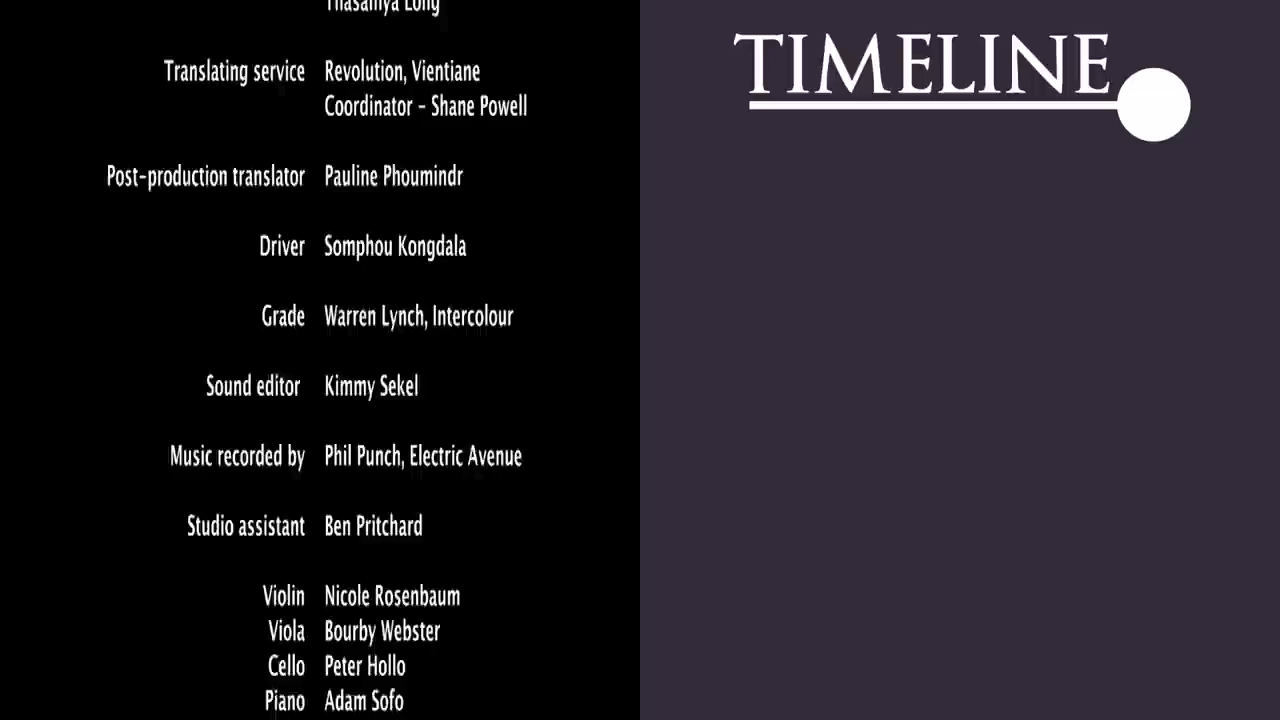 Long
Translating service Revolution, Vientiane
Coordinator – Shane Powell
Post-production translator Pauline Phoumindr
Driver Somphou Kongdala
Grade Warren Lynch, Intercolour
Sound editor Kimmy Sekel
Music recorded by Phil Punch, Electric Avenue
Studio assistant Ben Pritchard
Violin Nicole Rosenbaum
Viola Bourby Webster
Cello Peter Hollo
Piano Adam Sofo
TIMELINE